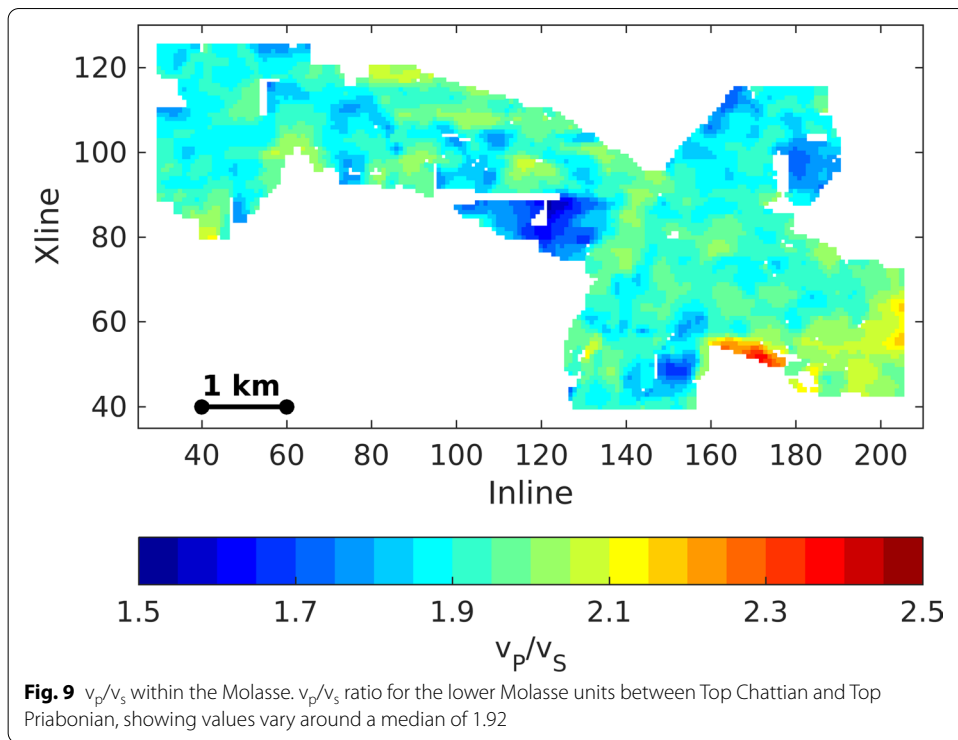 120
100
80
60
40
Xline
1 km
40 60 80 100 120 140 160 180 200
Inline
1.5 1.7 1.9 2.1 2.3 2.5
vP/vS
Fig. 9 vp/vs within the Molasse. vp/vs ratio for the lower Molasse units between Top Chattian and Top
Priabonian, showing values vary around a median of 1.92